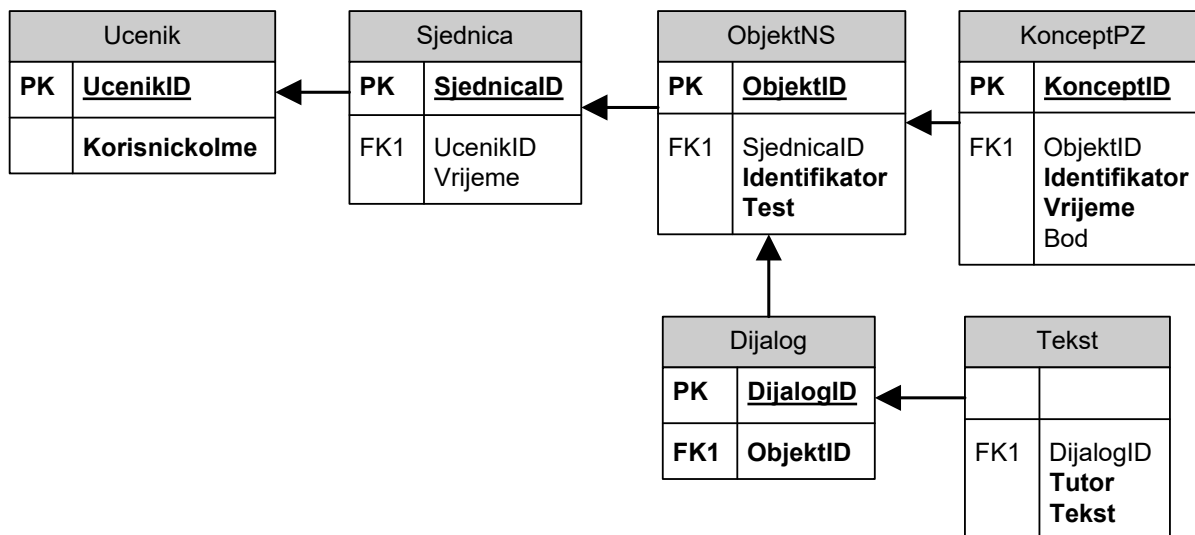 Ucenik
PK UcenikID
KorisnickoIme
Sjednica
PK SjednicaID
FK1 UcenikID
Vrijeme
ObjektNS
PK ObjektID
FK1 SjednicaID
Identifikator
Test
KonceptPZ
PK KonceptID
FK1 ObjektID
Identifikator
Vrijeme
Bod
Dijalog
PK DijalogID
FK1 ObjektID
Tekst
FK1 DijalogID
Tutor
Tekst